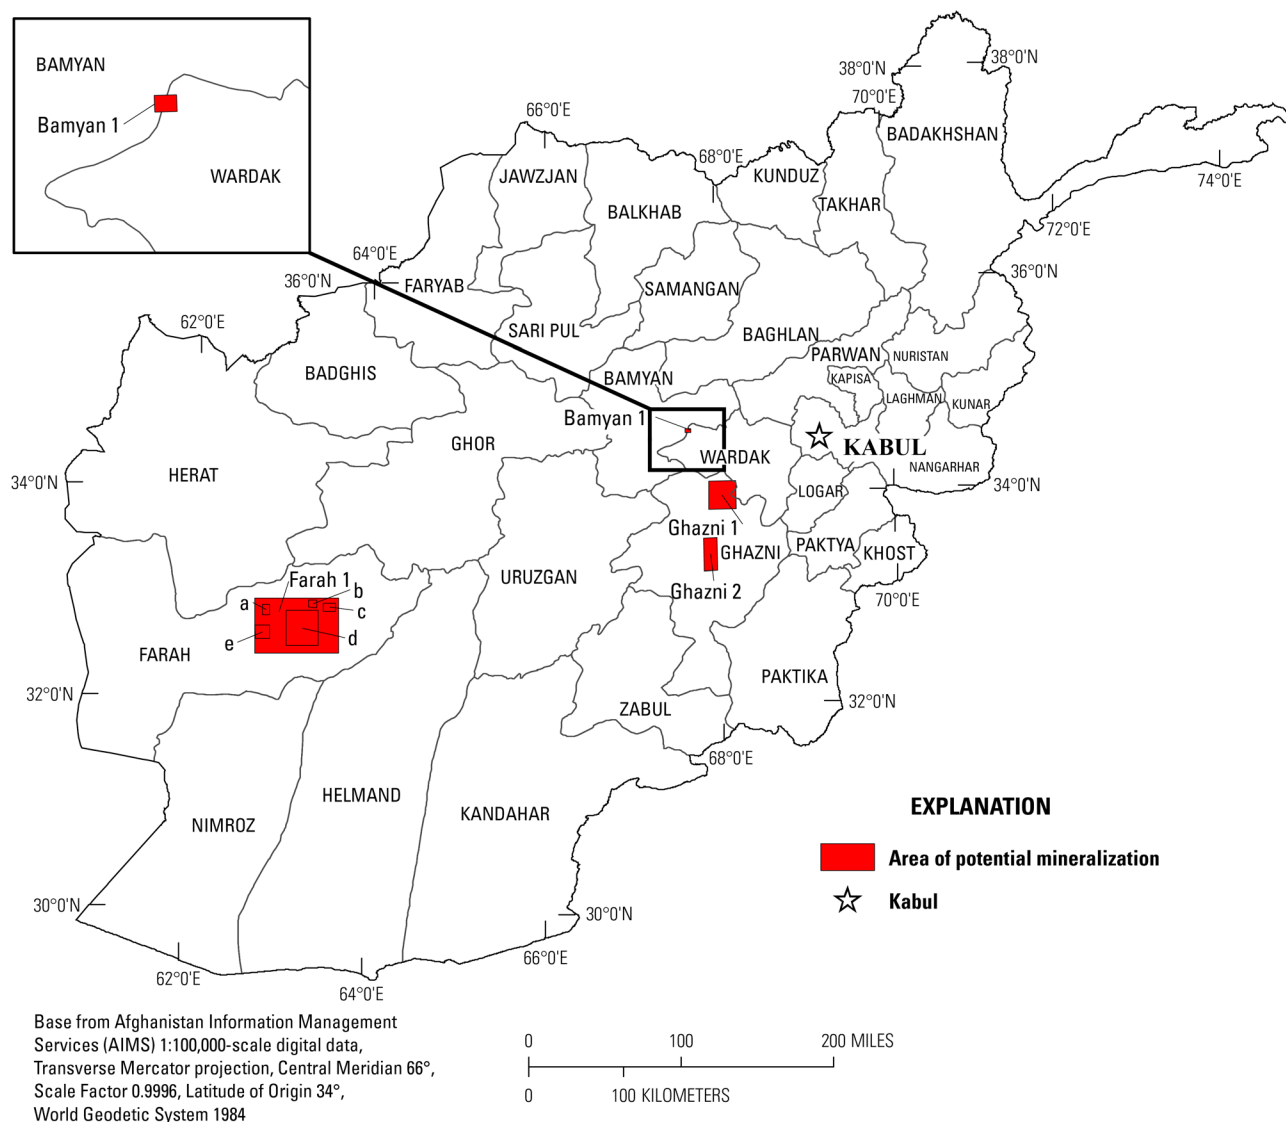 BAMYAN
Bamyan 1
WARDAK
38°0'N
38°0'N
70°0'E
66°0'E
BADAKHSHAN
68°0'E
KUNDUZ
JAWZJAN
74°0'E
TAKHAR
BALKHAB
72°0'E
64°0'E
36°0'N
36°0'N
FARYAB
SAMANGAN
62°0'E
SARI PUL
BAGHLAN
PARWAN
NURISTAN
BADGHIS
BAMYAN
KAPISA
LAGHMAN
KUNAR
Bamyan 1
GHOR
KABUL
WARDAK
NANGARHAR
HERAT
34°0'N
34°0'N
LOGAR
Ghazni 1
PAKTYA
KHOST
GHAZNI
URUZGAN
Farah 1
Ghazni 2
b
a
c
70°0'E
e
d
FARAH
PAKTIKA
32°0'N
32°0'N
ZABUL
68°0'E
HELMAND
KANDAHAR
NIMROZ
EXPLANATION
Area of potential mineralization
Kabul
30°0'N
30°0'N
66°0'E
62°0'E
64°0'E
Base from Afghanistan Information Management
Services (AIMS) 1:100,000-scale digital data,
Transverse Mercator projection, Central Meridian 66°,
Scale Factor 0.9996, Latitude of Origin 34°,
World Geodetic System 1984
0 100 200 MILES
0 100 KILOMETERS